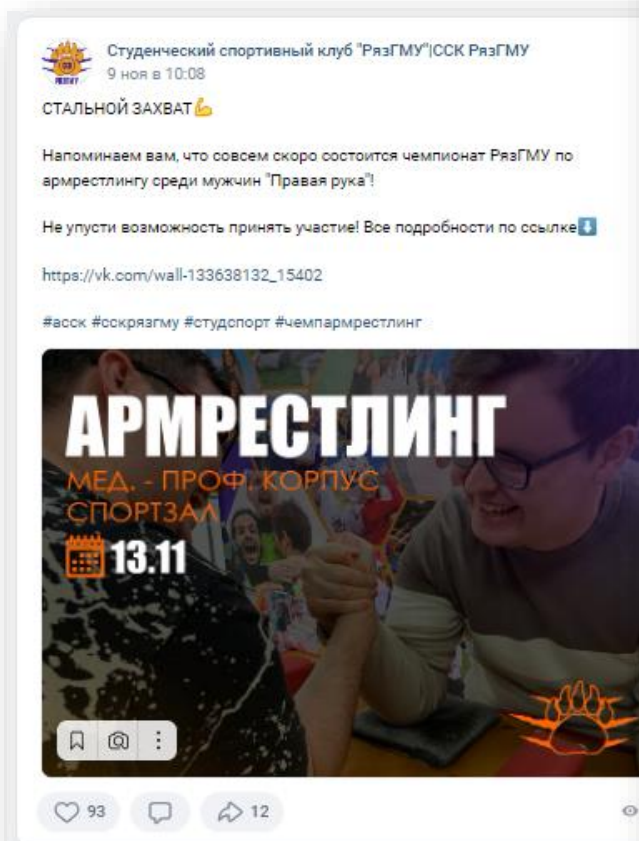 Студенческий спортивный клуб "РязГМУ"|ССК РязГМУ
9 ноя в 10:08
СТАЛЬНОЙ ЗАХВАТ💪
Напоминаем вам, что совсем скоро состоится чемпионат РязГМУ по
армрестлингу среди мужчин "Правая рука"!
Не упусти возможность принять участие! Все подробности по ссылке⬇️
https://vk.com/wall-133638132_15402
#асск #сскрязгму #студспорт #чемпармрестлинг
АРМРЕСТЛИНГ
МЕД. - ПРОФ. КОРПУС
СПОРТЗАЛ
13.11
93
12